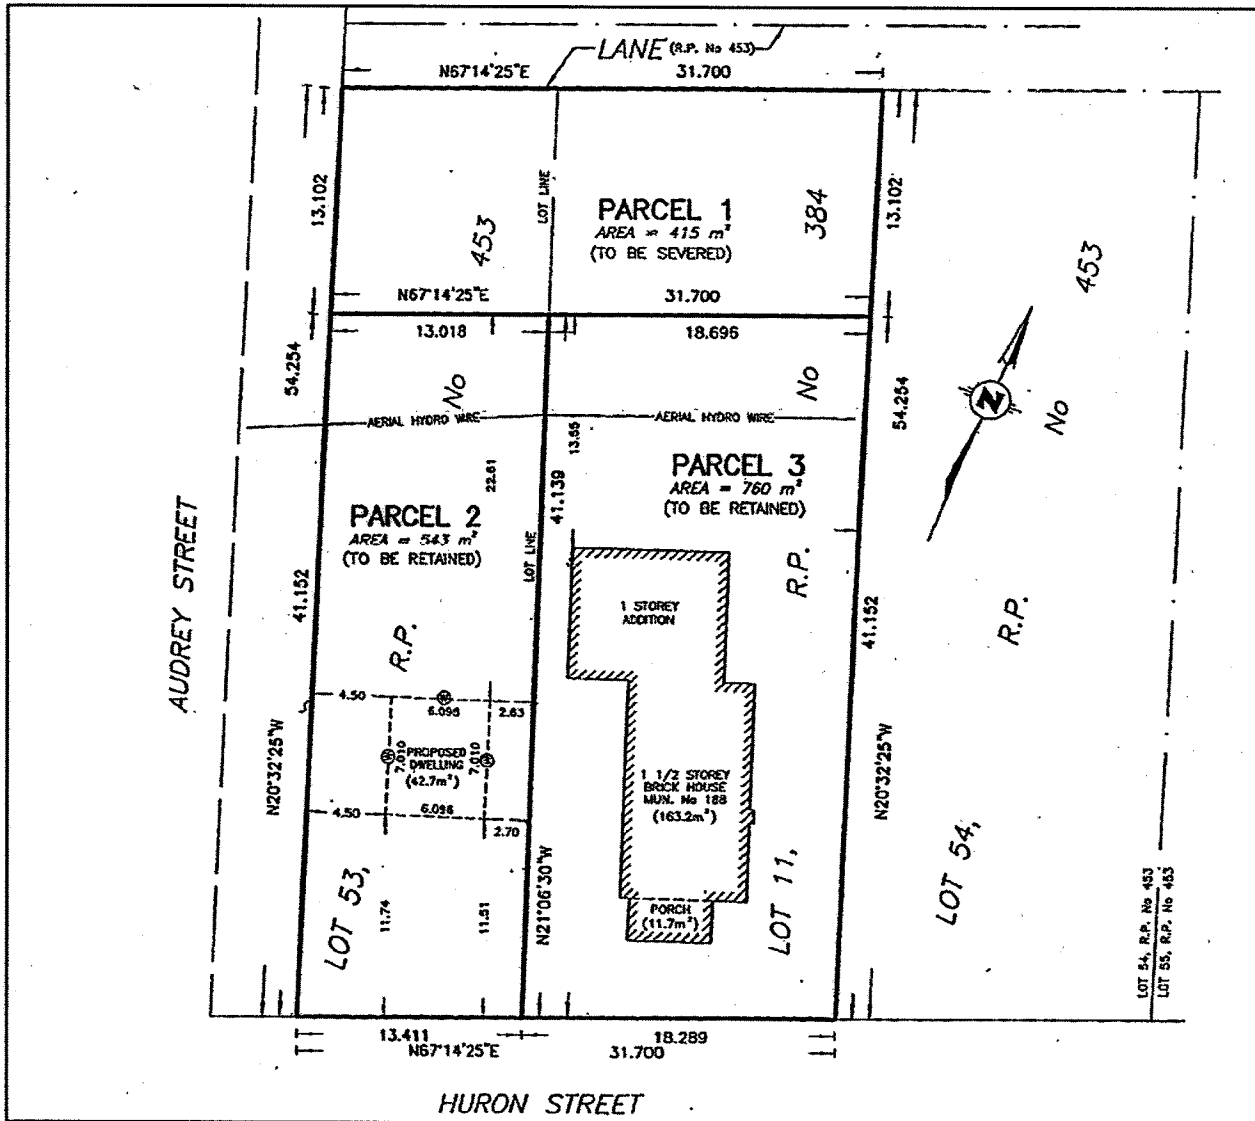 LANE (R.P. No 453)
N67°14'25"E 31.700
13.102
LOT LINE
PARCEL 1
AREA = 415 m²
(TO BE SEVERED)
453
384
13.102
453
N67°14'25"E 31.700
13.018 18.696
54.254
No
No
54.254
No
AERIAL HYDRO WIRE
AERIAL HYDRO WIRE
13.55
22.61
41.139
PARCEL 2
AREA = 543 m²
(TO BE RETAINED)
PARCEL 3
AREA = 760 m²
(TO BE RETAINED)
LOT LINE
AUDREY STREET
41.152
R.P.
1 STOREY
ADDITION
R.P.
41.152
R.P.
N
4.50 6.096 2.63
W
N20°32'25"W
W 7.010 PROPOSED 7.010 W
DWELLING
(42.7m²)
4.50 6.096 2.70
1 1/2 STOREY
BRICK HOUSE
MUN. No 188
(163.2m²)
N20°32'25"W
LOT 53,
11.74
11.51
N21°06'30"W
PORCH
(11.7m²)
LOT 11,
LOT 54,
LOT 54, R.P. No 453
LOT 55, R.P. No 453
13.411 18.289
N67°14'25"E 31.700
HURON STREET